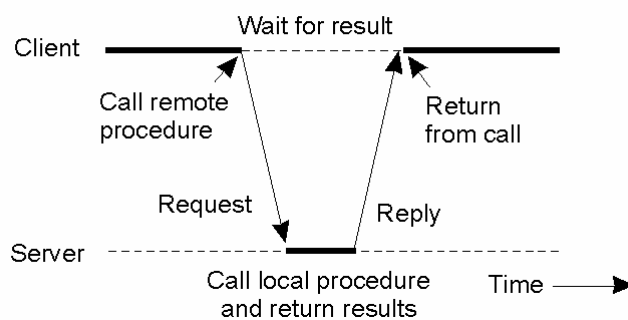 Wait for result
Client
Call remote
procedure
Return
from call
Request
Reply
Server
Call local procedure
and return results
Time